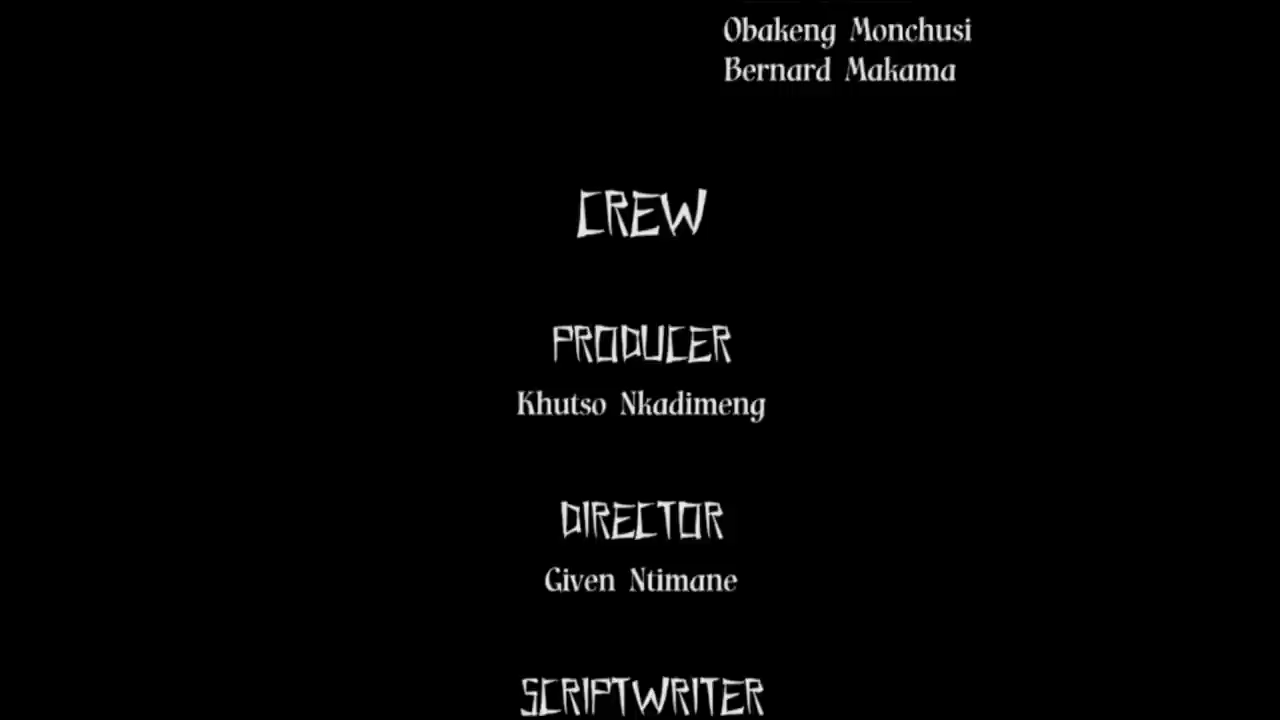 Obakeng Monchusi
Bernard Makama
CREW
PRODUCER
Khutso Nkadimeng
DIRECTOR
Given Ntimane
SCRIPTWRITER